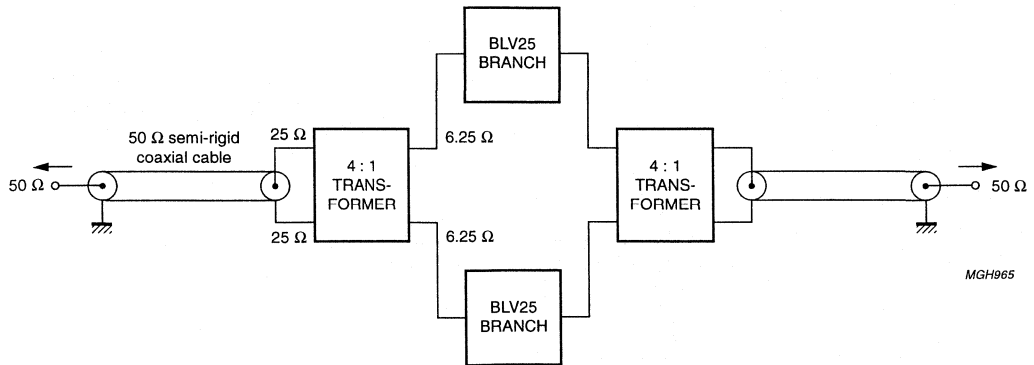 BLV25
BRANCH
50 Ω semi-rigid
coaxial cable
25 Ω
6.25 Ω
4 : 1
TRANS-
FORMER
4 : 1
TRANS-
FORMER
50 Ω
50 Ω
25 Ω
6.25 Ω
MGH965
BLV25
BRANCH